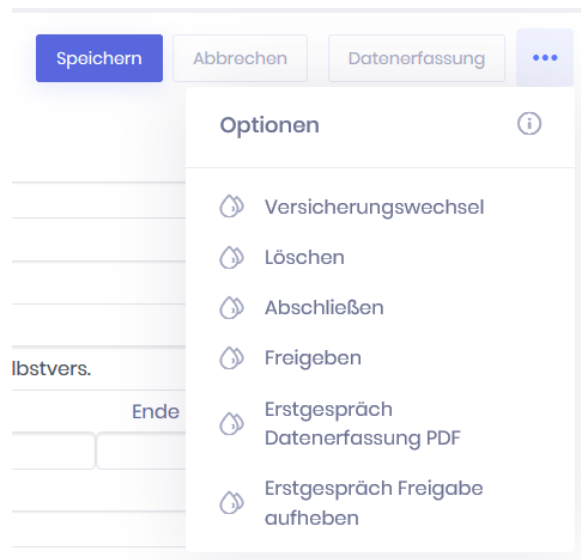 Speichern Abbrechen Datenerfassung
Optionen
Versicherungswechsel
Löschen
Abschließen
Freigeben
lbstvers.
Erstgespräch
Ende
Datenerfassung PDF
Erstgespräch Freigabe
aufheben